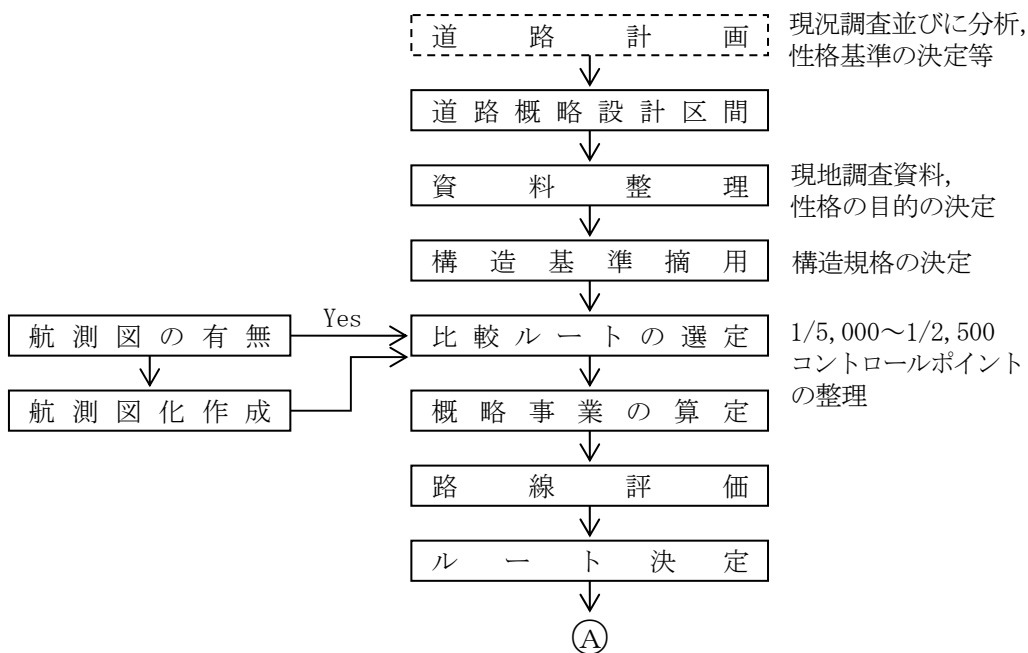 道路計画
現況調査並びに分析,
性格基準の決定等
道路概略設計区間
資料整理
現地調査資料,
性格の目的の決定
構造基準摘用
構造規格の決定
航測図の有無
Yes
比較ルートの選定
1/5,000～1/2,500
コントロールポイント
の整理
航測図化作成
概略事業の算定
路線評価
ルート決定
A